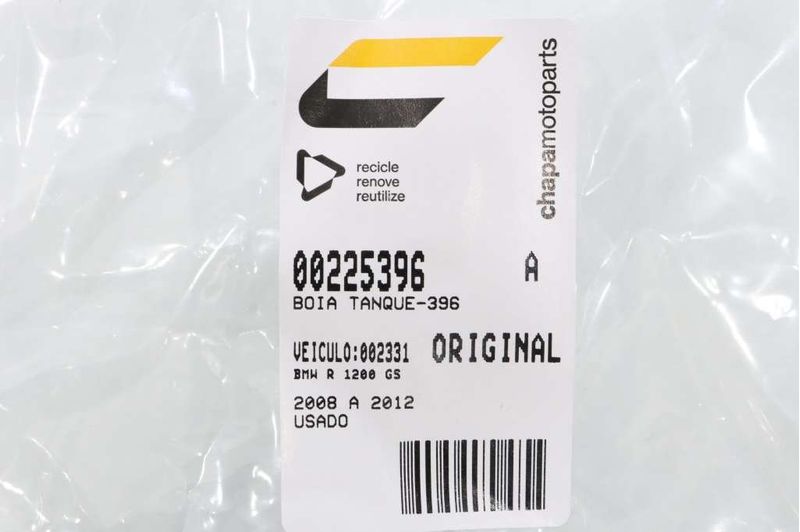 chapamotoparts
recicle
renove
reutilize
00225396 A
BOIA TANQUE-396
VEICULO:002331 ORIGINAL
BMW R 1200 GS
2008 A 2012
USADO